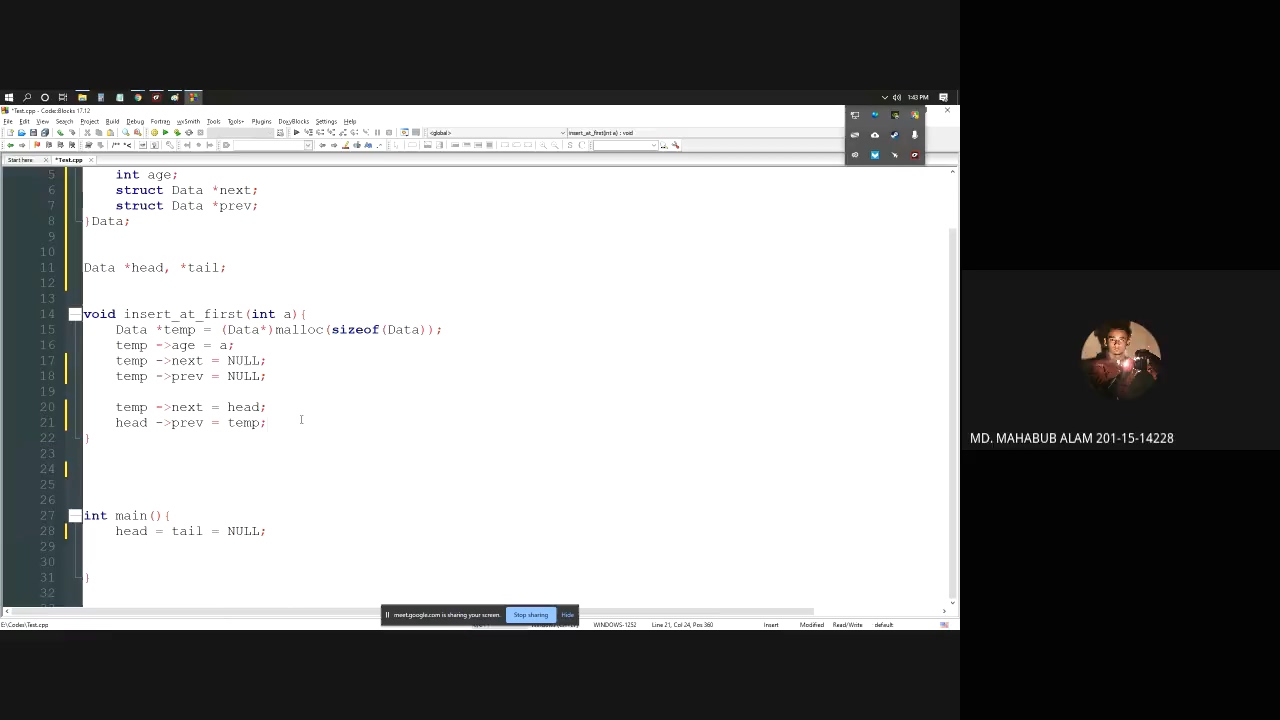 1:43 PM
*Test.cpp - Code::Blocks 17.12
File Edit View Search Project Build Debug Fortran wxSmith Tools Tools+ Plugins DoxyBlocks Settings Help
<global> insert_at_first(int a) : void
Start here *Test.cpp
5 int age;
6 struct Data *next;
7 struct Data *prev;
8 }Data;
9
10
11 Data *head, *tail;
12
13
14 void insert_at_first(int a){
15 Data *temp = (Data*)malloc(sizeof(Data));
16 temp ->age = a;
17 temp ->next = NULL;
18 temp ->prev = NULL;
19
20 temp ->next = head;
21 head ->prev = temp;
22 }
23
24
25
26
27 int main(){
28 head = tail = NULL;
29
30
31 }
32
meet.google.com is sharing your screen. Stop sharing Hide
E:\Codes\Test.cpp WINDOWS-1252 Line 21, Col 24, Pos 360 Insert Modified Read/Write default
MD. MAHABUB ALAM 201-15-14228